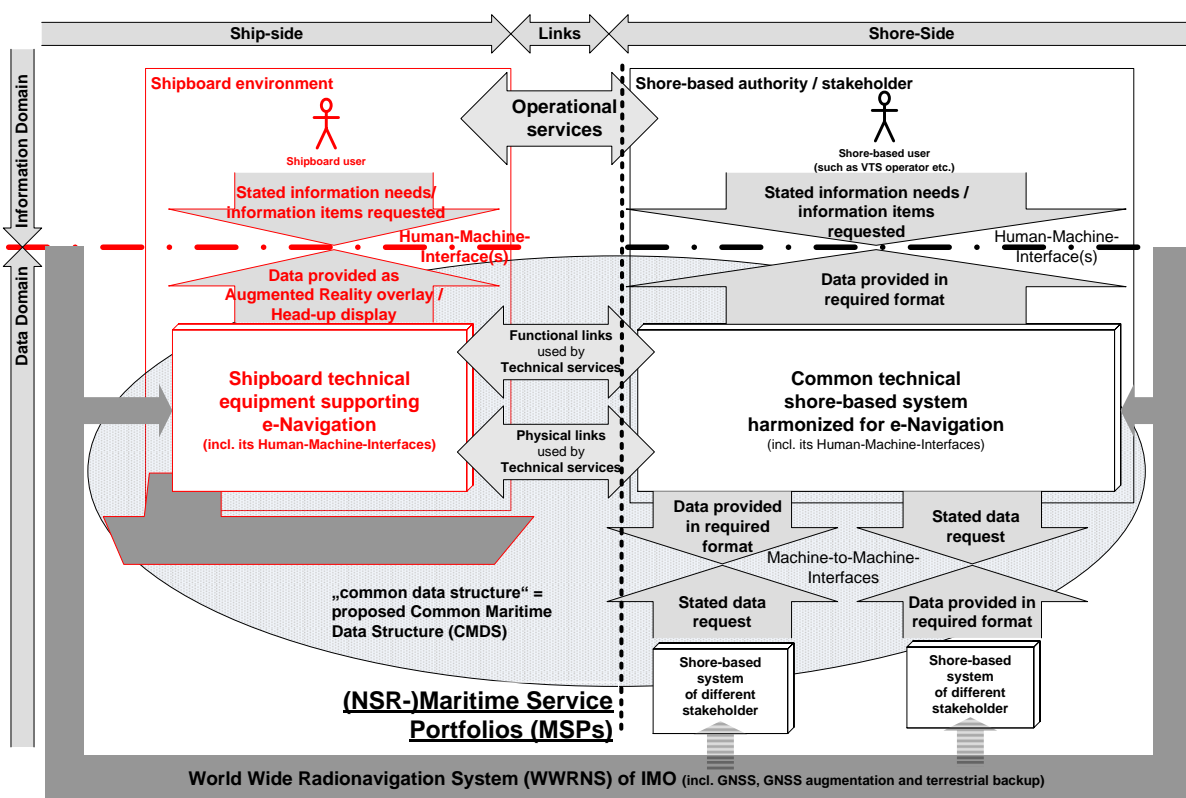 Ship-side
Links
Shore-Side
Information Domain
Data Domain
Shipboard environment
Shipboard user
Operational
services
Shore-based authority / stakeholder
Shore-based user
(such as VTS operator etc.)
Stated information needs/
information items requested
Stated information needs /
information items
requested
Human-Machine-
Interface(s)
Human-Machine-
Interface(s)
Data provided as
Augmented Reality overlay /
Head-up display
Data provided in
required format
Functional links
used by
Technical services
Shipboard technical
equipment supporting
e-Navigation
(incl. its Human-Machine-Interfaces)
Common technical
shore-based system
harmonized for e-Navigation
(incl. its Human-Machine-Interfaces)
Physical links
used by
Technical services
Data provided
in required
format
Stated data
request
Machine-to-Machine-
Interfaces
Stated data
request
Data provided in
required format
„common data structure“ =
proposed Common Maritime
Data Structure (CMDS)
Shore-based
system
of different
stakeholder
Shore-based
system
of different
stakeholder
(NSR-)Maritime Service
Portfolios (MSPs)
World Wide Radionavigation System (WWRNS) of IMO (incl. GNSS, GNSS augmentation and terrestrial backup)